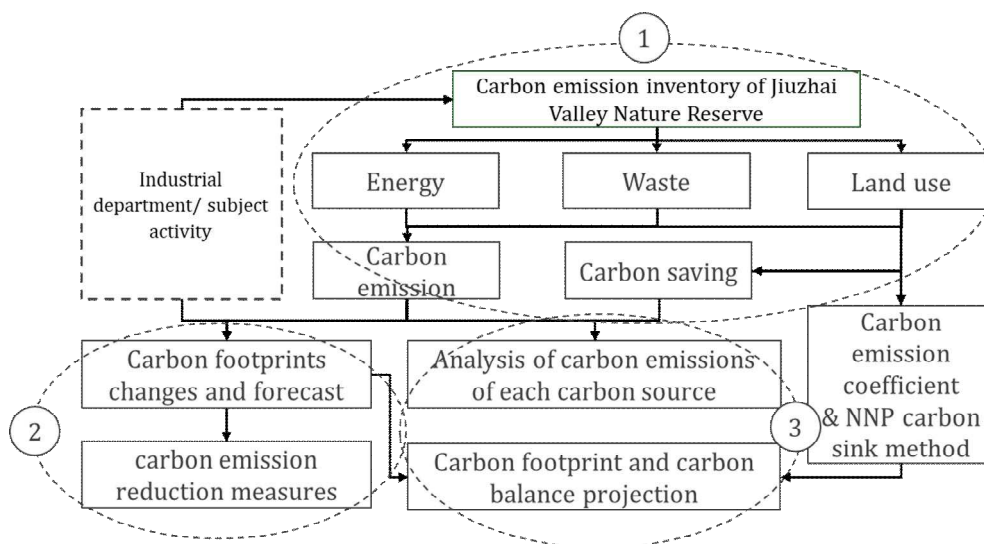 1
Carbon emission inventory of Jiuzhai
Valley Nature Reserve
Industrial
department/ subject
activity
Energy
Waste
Land use
Carbon
emission
Carbon saving
Carbon footprints
changes and forecast
Analysis of carbon emissions
of each carbon source
Carbon
emission
coefficient
& NNP carbon
sink method
2
3
carbon emission
reduction measures
Carbon footprint and carbon
balance projection